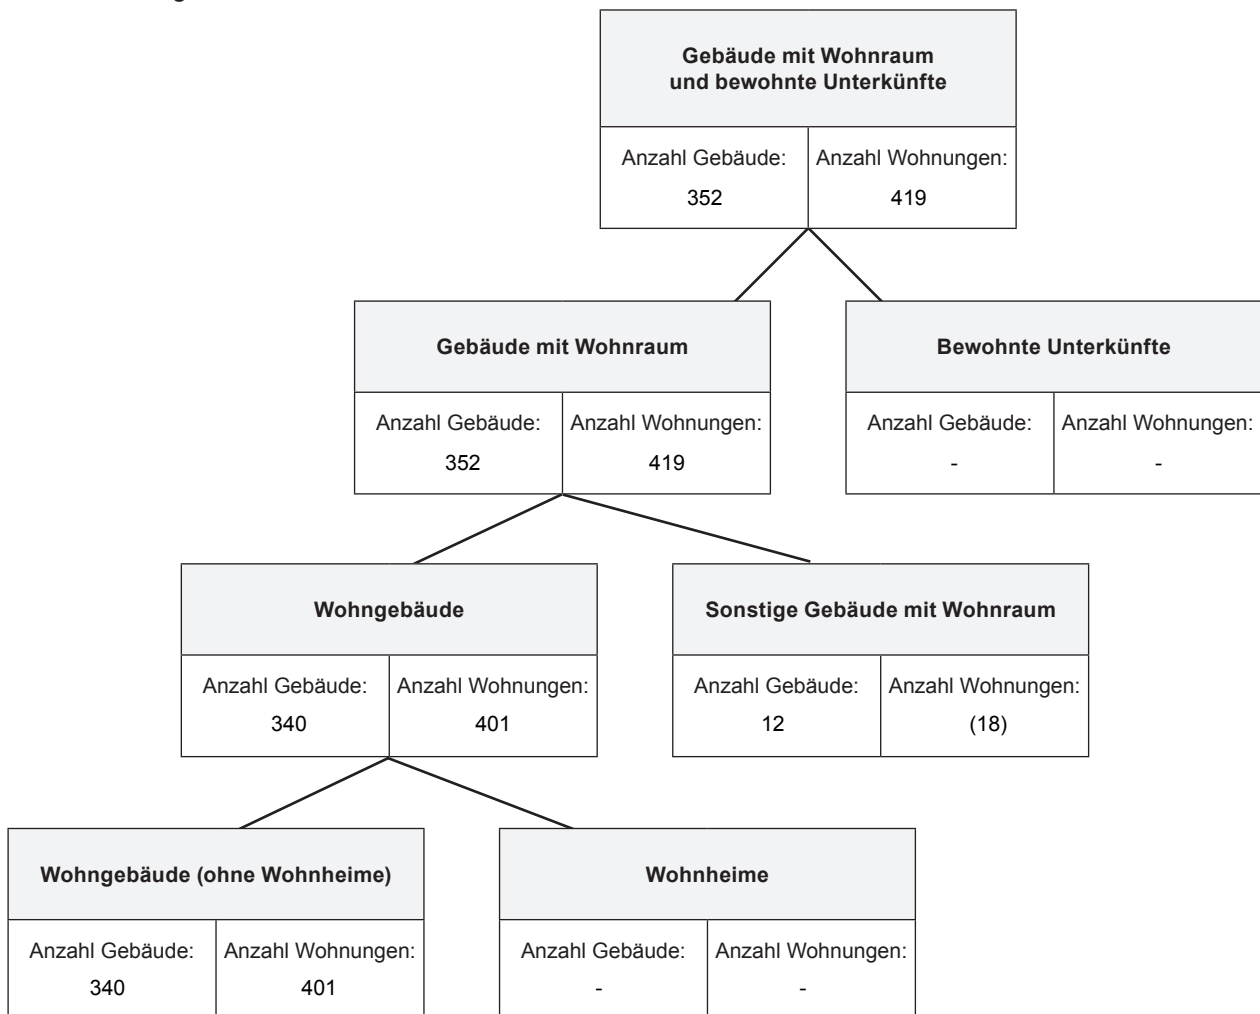 Gebäude mit Wohnraum
und bewohnte Unterkünfte
Anzahl Gebäude: Anzahl Wohnungen:
352 419
Gebäude mit Wohnraum
Bewohnte Unterkünfte
Anzahl Gebäude: Anzahl Wohnungen:
352 419
Anzahl Gebäude: Anzahl Wohnungen:
- -
Wohngebäude
Sonstige Gebäude mit Wohnraum
Anzahl Gebäude: Anzahl Wohnungen:
340 401
Anzahl Gebäude: Anzahl Wohnungen:
12 (18)
Wohngebäude (ohne Wohnheime)
Wohnheime
Anzahl Gebäude: Anzahl Wohnungen:
340 401
Anzahl Gebäude: Anzahl Wohnungen:
- -